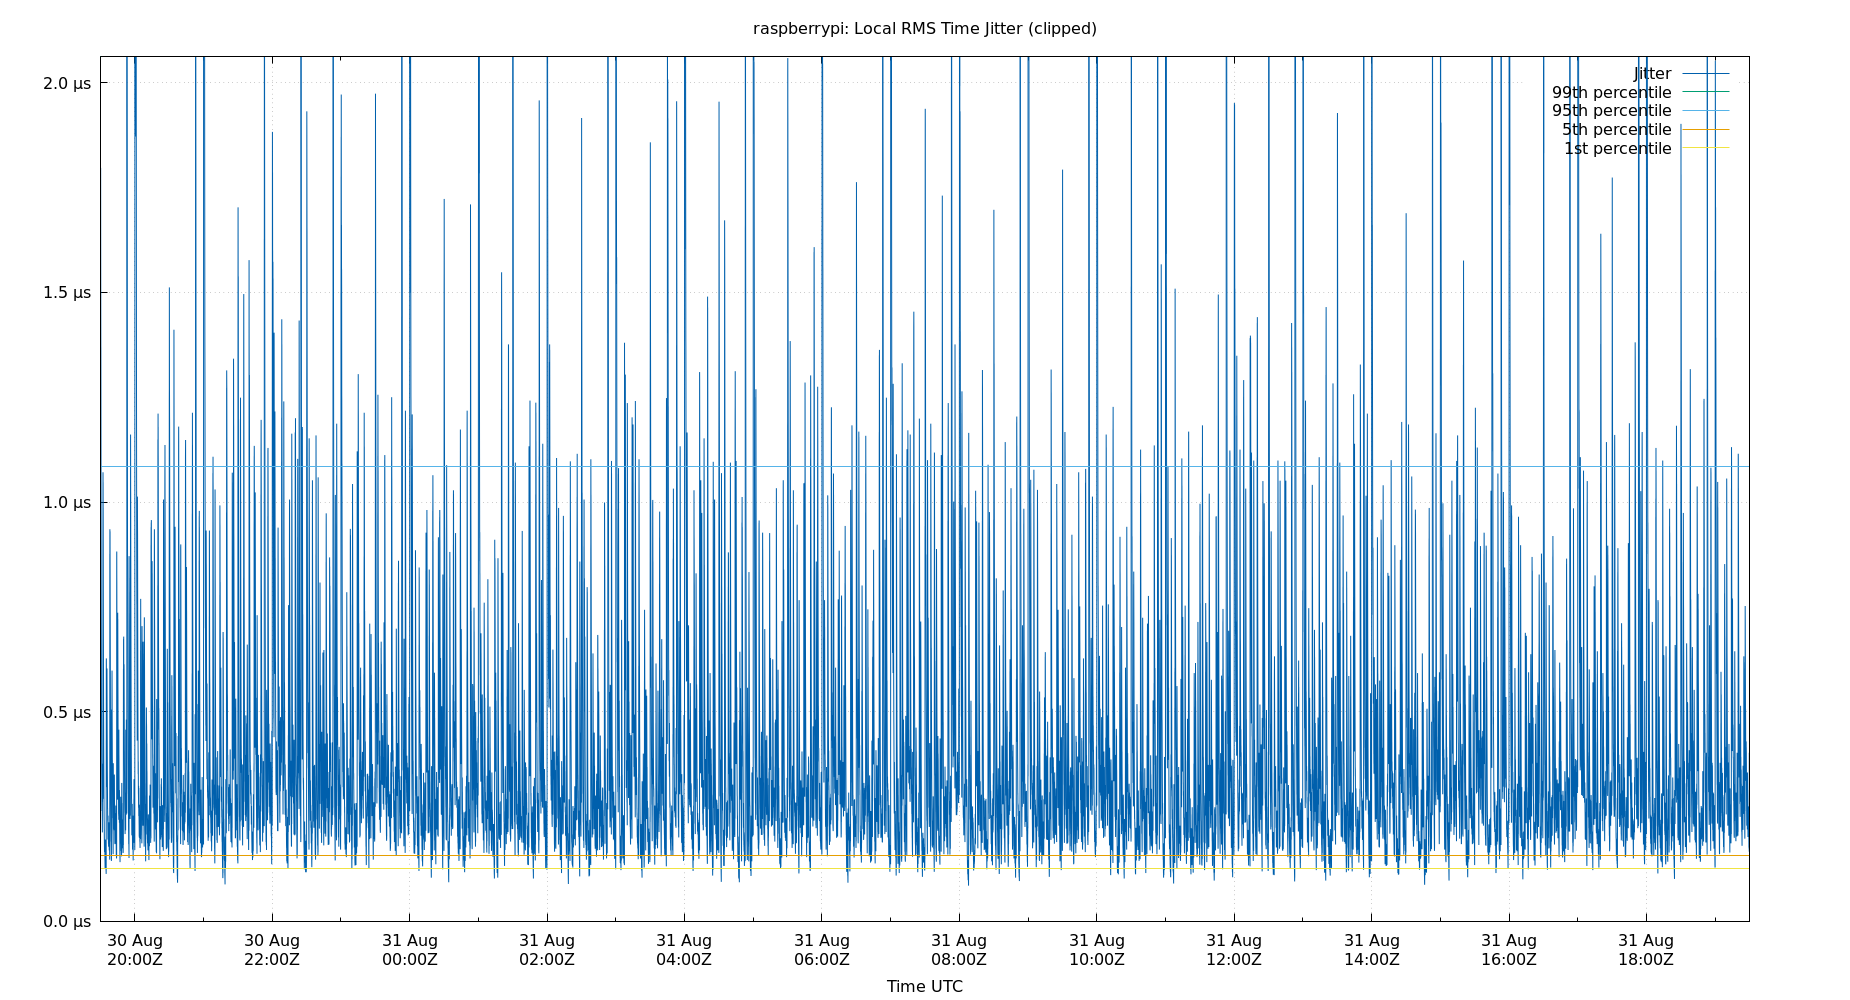 raspberrypi: Local RMS Time Jitter (clipped)
2.0 µs
1.5 µs
1.0 µs
0.5 µs
0.0 µs
Jitter
99th percentile
95th percentile
5th percentile
1st percentile
30 Aug
20:00Z
30 Aug
22:00Z
31 Aug
00:00Z
31 Aug
02:00Z
31 Aug
04:00Z
31 Aug
06:00Z
31 Aug
08:00Z
31 Aug
10:00Z
31 Aug
12:00Z
31 Aug
14:00Z
31 Aug
16:00Z
31 Aug
18:00Z
Time UTC